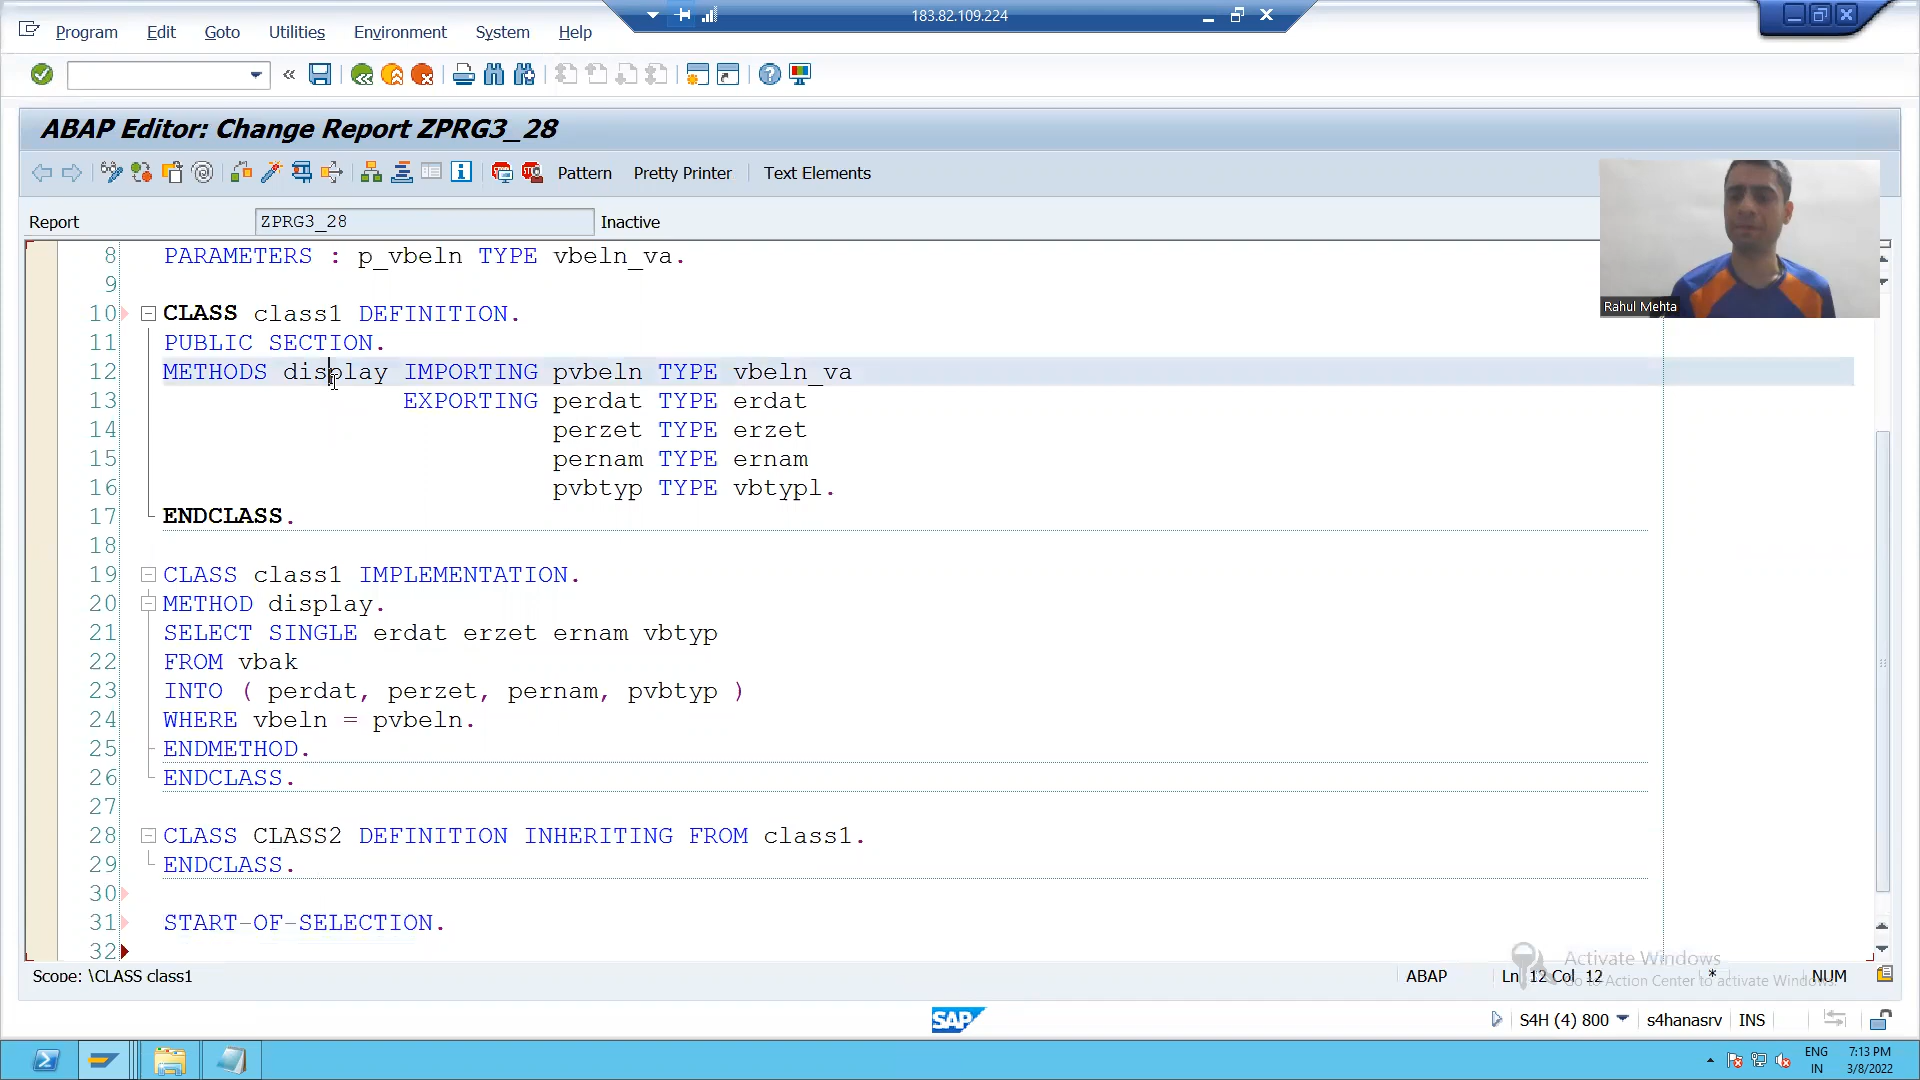 183.82.109.224
Program Edit Goto Utilities Environment System Help
ABAP Editor: Change Report ZPRG3_28
Pattern Pretty Printer Text Elements
Report ZPRG3_28 Inactive
Rahul Mehta
8 PARAMETERS : p_vbeln TYPE vbeln_va.
9
10 CLASS class1 DEFINITION.
11 PUBLIC SECTION.
12 METHODS display IMPORTING pvbeln TYPE vbeln_va
13 EXPORTING perdat TYPE erdat
14 perzet TYPE erzet
15 pernam TYPE ernam
16 pvbtyp TYPE vbtypl.
17 ENDCLASS.
18
19 CLASS class1 IMPLEMENTATION.
20 METHOD display.
21 SELECT SINGLE erdat erzet ernam vbtyp
22 FROM vbak
23 INTO ( perdat, perzet, pernam, pvbtyp )
24 WHERE vbeln = pvbeln.
25 ENDMETHOD.
26 ENDCLASS.
27
28 CLASS CLASS2 DEFINITION INHERITING FROM class1.
29 ENDCLASS.
30
31 START-OF-SELECTION.
32
Activate Windows
Go to Action Center to activate Windows.
Scope: \CLASS class1 ABAP Ln 12 Col 12 * NUM
SAP S4H (4) 800 s4hanasrv INS
ENG 7:13 PM
IN 3/8/2022